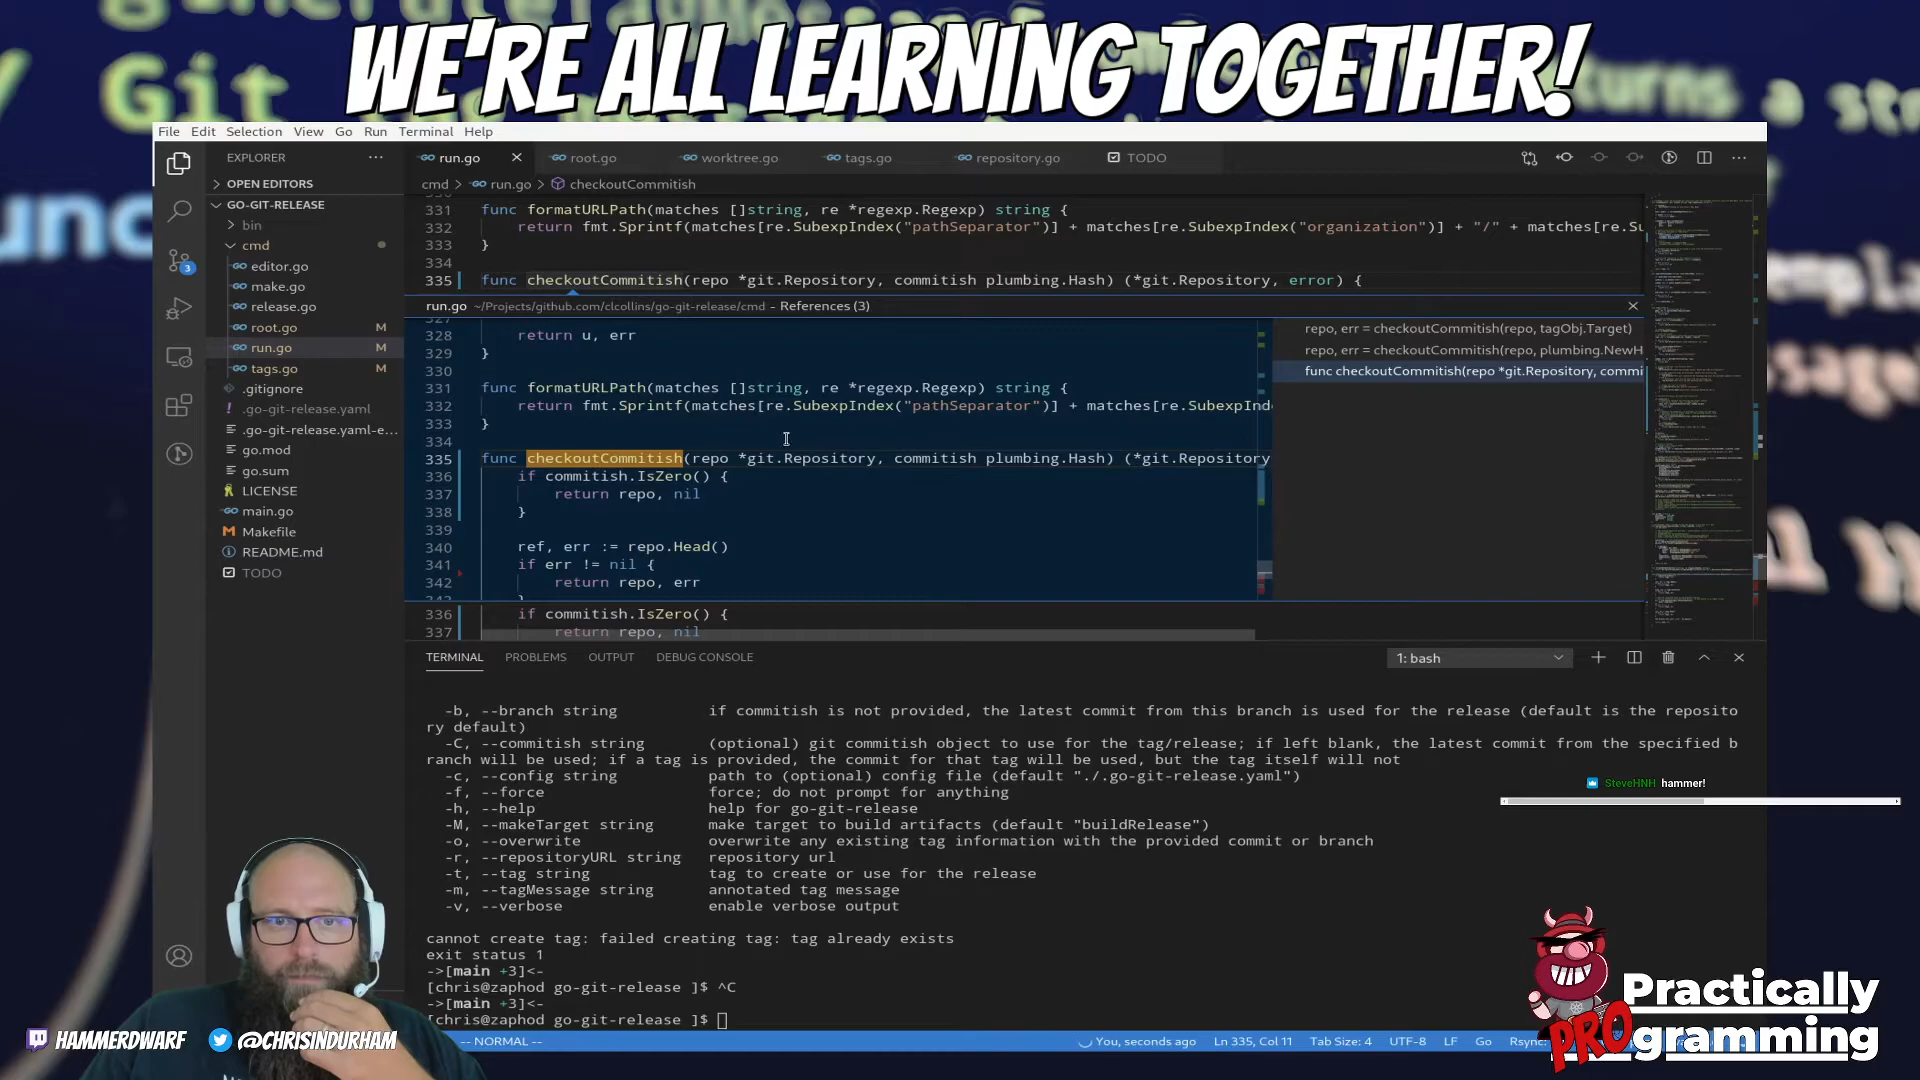 WE'RE ALL LEARNING TOGETHER!
File Edit Selection View Go Run Terminal Help
EXPLORER ···
run.go root.go worktree.go tags.go repository.go TODO
OPEN EDITORS
cmd > run.go > checkoutCommitish
GO-GIT-RELEASE
bin
cmd
editor.go
make.go
release.go
root.go M
run.go M
tags.go M
.gitignore
.go-git-release.yaml
.go-git-release.yaml-e...
go.mod
go.sum
LICENSE
main.go
Makefile
README.md
TODO
3
331 func formatURLPath(matches []string, re *regexp.Regexp) string {
332 return fmt.Sprintf(matches[re.SubexpIndex("pathSeparator")] + matches[re.SubexpIndex("organization")] + "/" + matches[re.Su
333 }
334
335 func checkoutCommitish(repo *git.Repository, commitish plumbing.Hash) (*git.Repository, error) {
run.go ~/Projects/github.com/clcollins/go-git-release/cmd - References (3)
328 return u, err
329 }
330
331 func formatURLPath(matches []string, re *regexp.Regexp) string {
332 return fmt.Sprintf(matches[re.SubexpIndex("pathSeparator")] + matches[re.SubexpInd
333 }
334
335 func checkoutCommitish(repo *git.Repository, commitish plumbing.Hash) (*git.Repository
336 if commitish.IsZero() {
337 return repo, nil
338 }
339
340 ref, err := repo.Head()
341 if err != nil {
342 return repo, err
repo, err = checkoutCommitish(repo, tagObj.Target)
repo, err = checkoutCommitish(repo, plumbing.NewH
func checkoutCommitish(repo *git.Repository, commi
336 if commitish.IsZero() {
337 return repo, nil
TERMINAL PROBLEMS OUTPUT DEBUG CONSOLE 1: bash
-b, --branch string if commitish is not provided, the latest commit from this branch is used for the release (default is the reposito
ry default)
-C, --commitish string (optional) git commitish object to use for the tag/release; if left blank, the latest commit from the specified b
ranch will be used; if a tag is provided, the commit for that tag will be used, but the tag itself will not
-c, --config string path to (optional) config file (default "./.go-git-release.yaml")
-f, --force force; do not prompt for anything
-h, --help help for go-git-release
-M, --makeTarget string make target to build artifacts (default "buildRelease")
-o, --overwrite overwrite any existing tag information with the provided commit or branch
-r, --repositoryURL string repository url
-t, --tag string tag to create or use for the release
-m, --tagMessage string annotated tag message
-v, --verbose enable verbose output
cannot create tag: failed creating tag: tag already exists
exit status 1
->[main +3]<-
[chris@zaphod go-git-release ]$ ^C
->[main +3]<-
[chris@zaphod go-git-release ]$
SteveHNH hammer!
-- NORMAL -- You, seconds ago Ln 335, Col 11 Tab Size: 4 UTF-8 LF Go Rsync:
HAMMERDWARF @CHRISINDURHAM
Practically
PROgramming